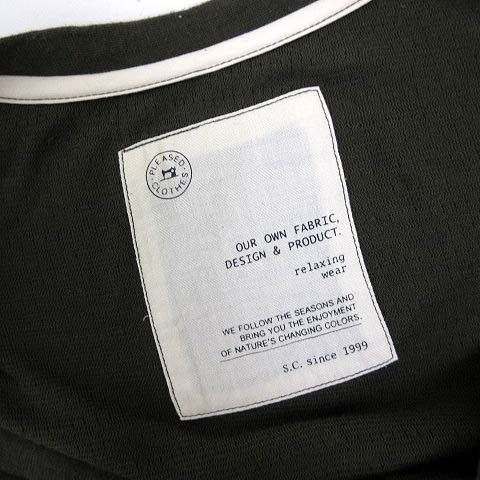 PLEASED
CLOTHES
OUR OWN FABRIC,
DESIGN & PRODUCT.
relaxing
wear
WE FOLLOW THE SEASONS AND
BRING YOU THE ENJOYMENT
OF NATURE'S CHANGING COLORS.
S.C. since 1999